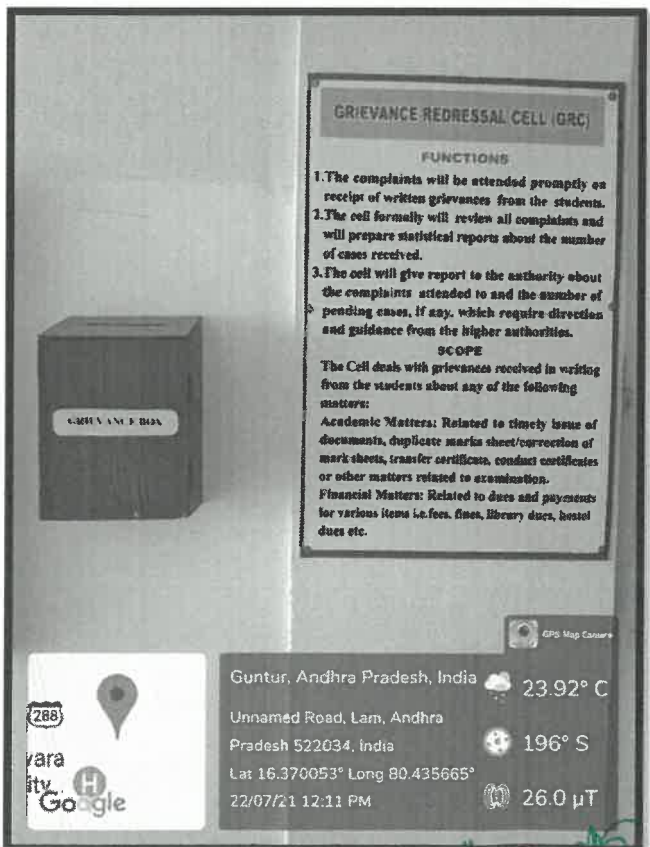 GRIEVANCE REDRESSAL CELL (GRC)
FUNCTIONS
1.The complaints will be attended promptly on
receipt of written grievances from the students.
2.The cell formally will review all complaints and
will prepare statistical reports about the number
of cases received.
3.The cell will give report to the authority about
the complaints attended to and the number of
pending cases, if any, which require direction
and guidance from the higher authorities.
SCOPE
The Cell deals with grievances received in writing
from the students about any of the following
matters:
Academic Matters: Related to timely issue of
documents, duplicate marks sheet/correction of
mark sheets, transfer certificate, conduct certificates
or other matters related to examination.
Financial Matters: Related to dues and payments
for various items i.e.fees, fines, library dues, hostel
dues etc.
GRIEVANCE BOX
GPS Map Camera
Guntur, Andhra Pradesh, India
Unnamed Road, Lam, Andhra
Pradesh 522034, India
Lat 16.370053° Long 80.435665°
22/07/21 12:11 PM
23.92° C
196° S
26.0 µT
288
vara
ity
H
Google